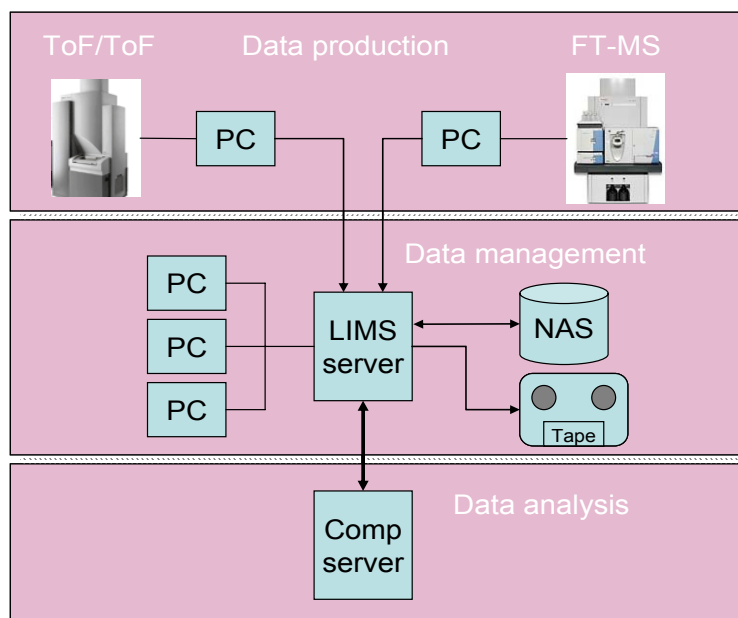 ToF/ToF
Data production
FT-MS
PC
PC
Data management
PC
PC
PC
LIMS
server
NAS
Tape
Data analysis
Comp
server